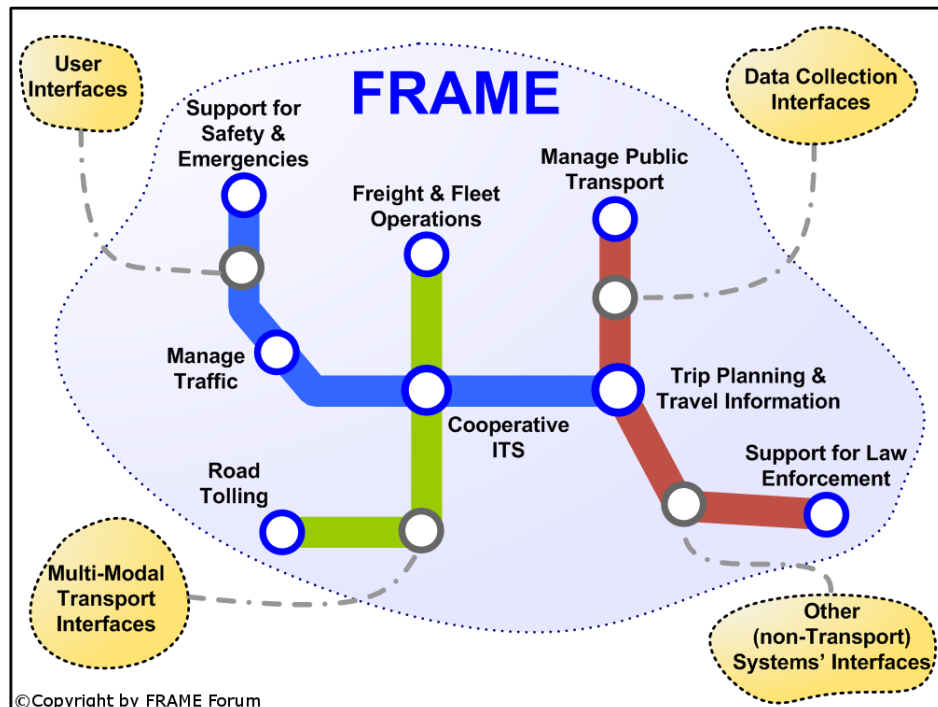 User
Interfaces
FRAME
Data Collection
Interfaces
Support for
Safety &
Emergencies
Manage Public
Transport
Freight & Fleet
Operations
Manage
Traffic
Trip Planning &
Travel Information
Cooperative
ITS
Support for Law
Enforcement
Road
Tolling
Multi-Modal
Transport
Interfaces
Other
(non-Transport)
Systems' Interfaces
©Copyright by FRAME Forum